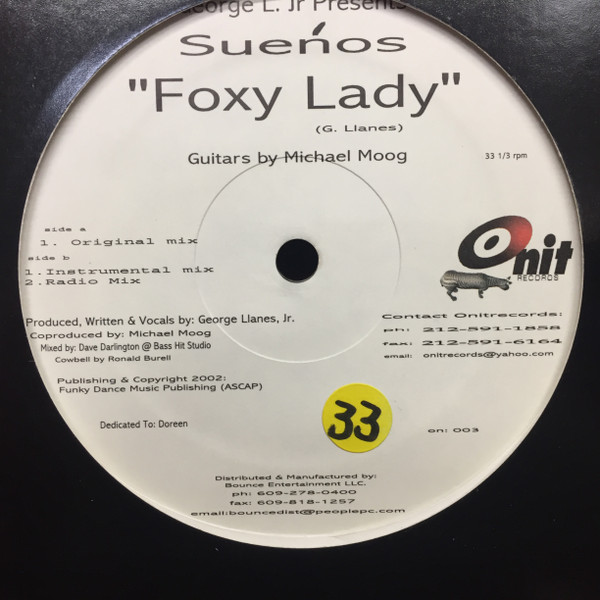 George L. Jr Presents
Sueńos
"Foxy Lady"
(G. Llanes)
Guitars by Michael Moog
33 1/3 rpm
side a
1. Original mix
side b
1.Instrumental mix
2.Radio Mix
Onit
RECORDS
Produced, Written & Vocals by: George Llanes, Jr.
Coproduced by: Michael Moog
Mixed by: Dave Darlington @ Bass Hit Studio
Cowbell by Ronald Burell
Contact Onitrecords:
ph: 212-591-1858
fax: 212-591-6164
email: onitrecords@yahoo.com
Publishing & Copyright 2002:
Funky Dance Music Publishing (ASCAP)
33
Dedicated To: Doreen
on: 003
Distributed & Manufactured by:
Bounce Entertainment LLC.
ph: 609-278-0400
fax: 609-818-1257
email:bouncedist@peoplepc.com